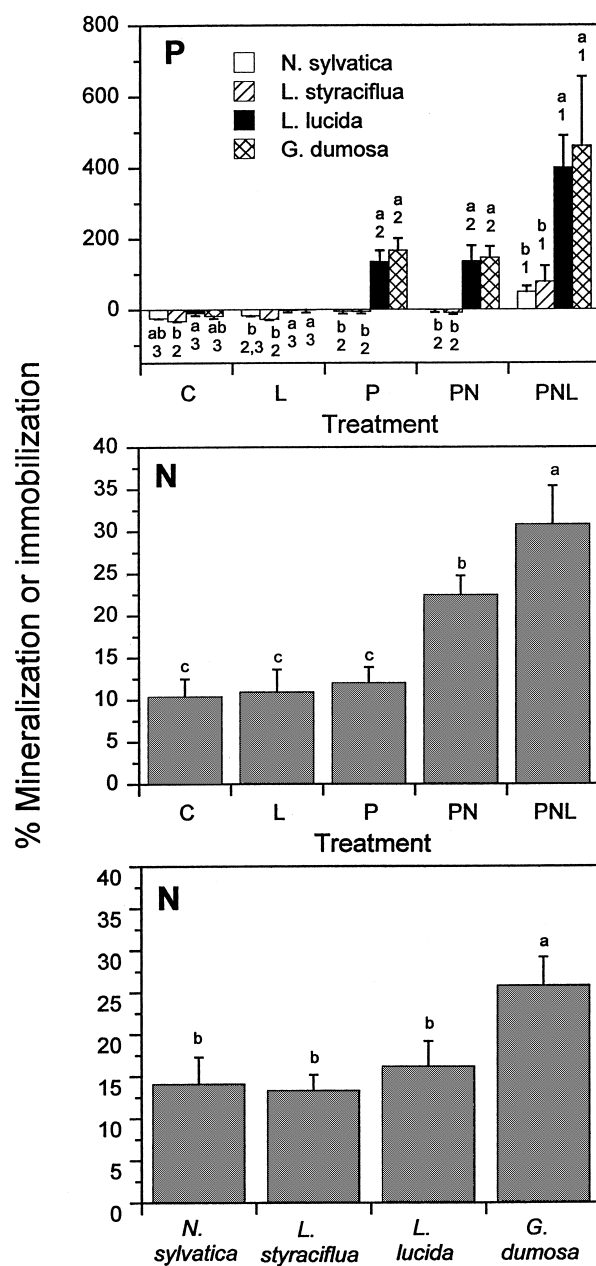 % Mineralization or immobilization
800
600
400
200
0
P
N. sylvatica
L. styraciflua
L. lucida
G. dumosa
a a a a b b a a
2 2 2 2 1 1 1 1
ab b a ab b b a a b b b b
3 2 3 3 2,3 2 3 3 2 2 2 2
C L P PN PNL
Treatment
40
35
30
25
20
15
10
5
0
N
c c c b a
C L P PN PNL
Treatment
40
35
30
25
20
15
10
5
0
N
b b b a
N. L. L. G.
sylvatica styraciflua lucida dumosa